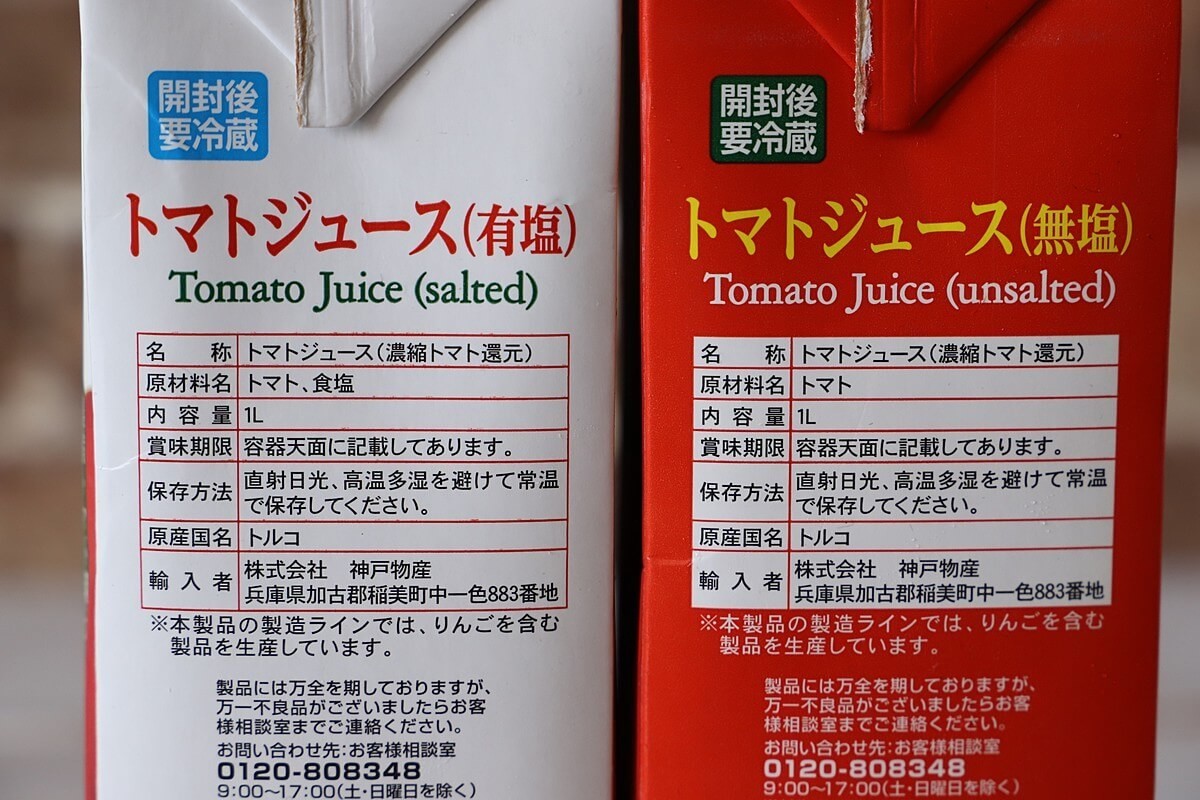 開封後
要冷蔵
トマトジュース(有塩)
Tomato Juice (salted)
名称 トマトジュース(濃縮トマト還元)
原材料名 トマト、食塩
内容量 1L
賞味期限 容器天面に記載してあります。
保存方法 直射日光、高温多湿を避けて常温
で保存してください。
原産国名 トルコ
輸入者 株式会社 神戸物産
兵庫県加古郡稲美町中一色883番地
※本製品の製造ラインでは、りんごを含む
製品を生産しています。
製品には万全を期しておりますが、
万一不良品がございましたらお客
様相談室までご連絡ください。
お問い合わせ先:お客様相談室
0120-808348
9:00〜17:00(土・日曜日を除く)
開封後
要冷蔵
トマトジュース(無塩)
Tomato Juice (unsalted)
名称 トマトジュース(濃縮トマト還元)
原材料名 トマト
内容量 1L
賞味期限 容器天面に記載してあります。
保存方法 直射日光、高温多湿を避けて常温
で保存してください。
原産国名 トルコ
輸入者 株式会社 神戸物産
兵庫県加古郡稲美町中一色883番地
※本製品の製造ラインでは、りんごを含む
製品を生産しています。
製品には万全を期しておりますが、
万一不良品がございましたらお客
様相談室までご連絡ください。
お問い合わせ先:お客様相談室
0120-808348
9:00〜17:00(土・日曜日を除く)